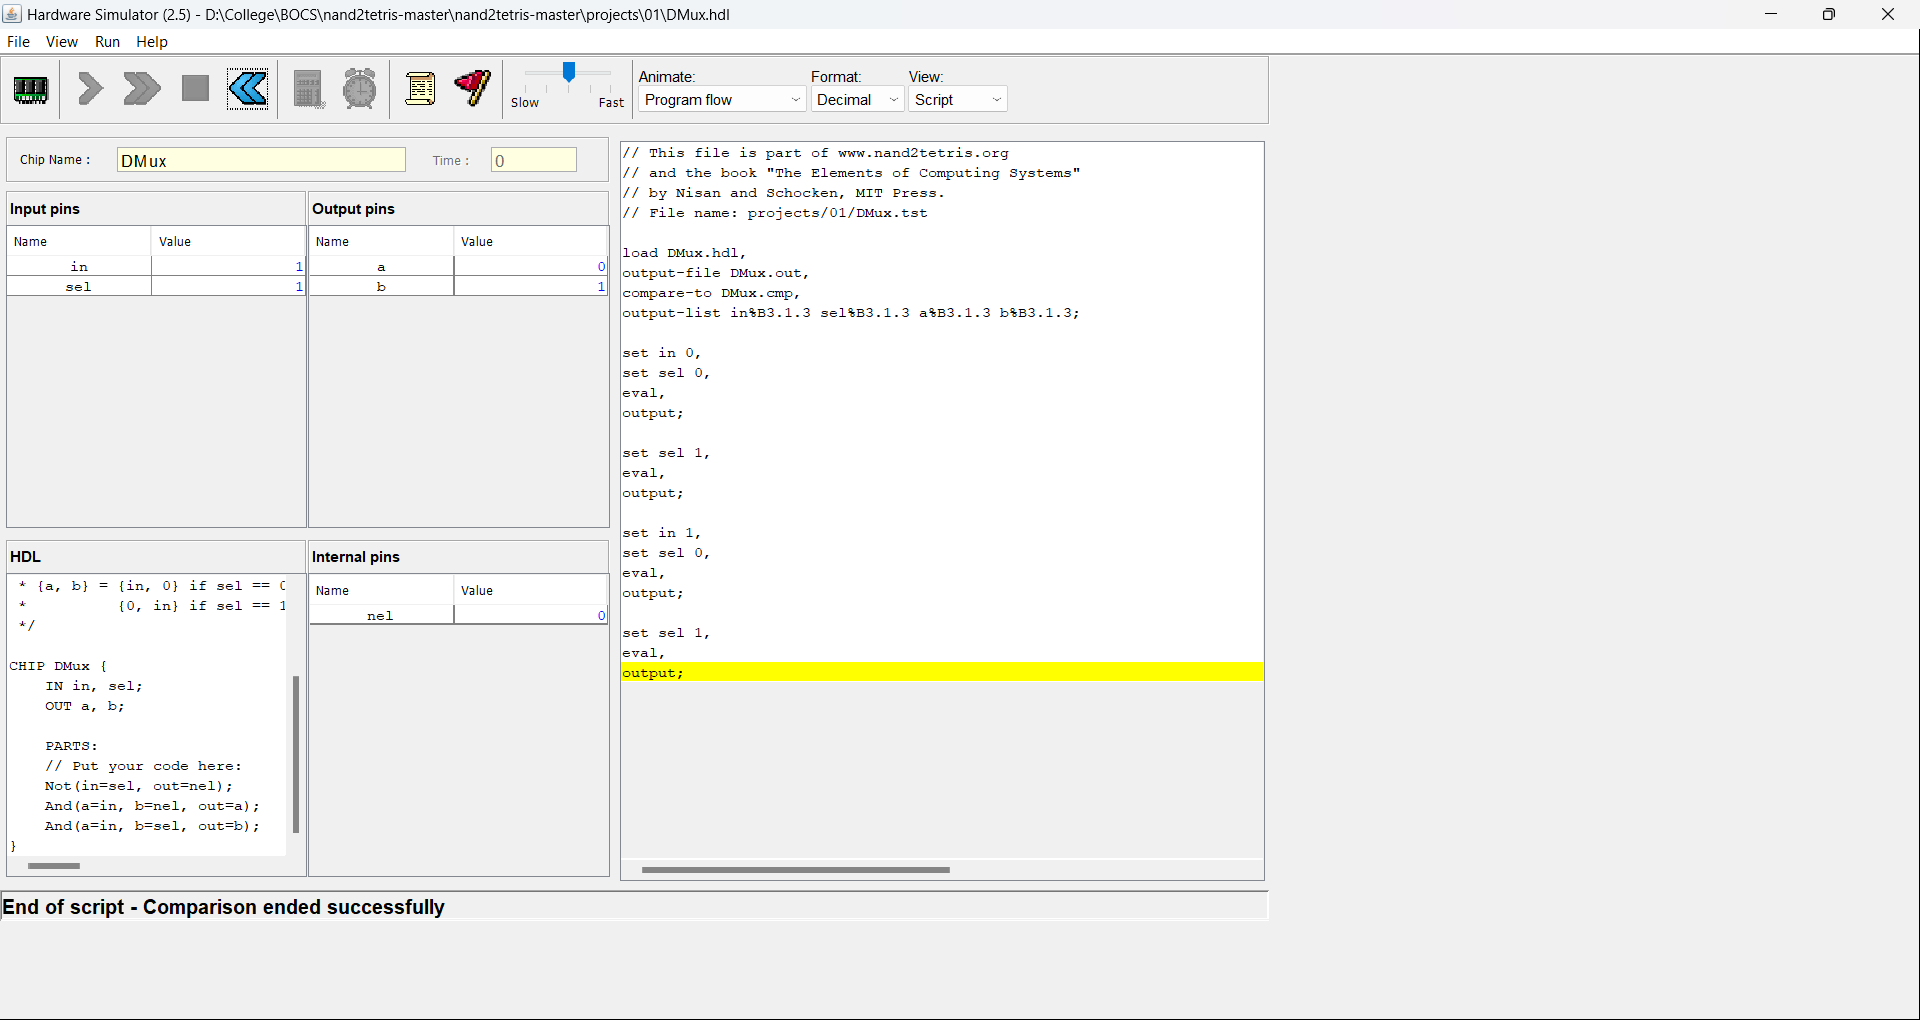 Hardware Simulator (2.5) - D:\College\BOCS\nand2tetris-master\nand2tetris-master\projects\01\DMux.hdl
File View Run Help
Slow Fast
Animate: Format: View:
Program flow Decimal Script
Chip Name : DMux Time : 0
Input pins
Name Value
in 1
sel 1
Output pins
Name Value
a 0
b 1
HDL
* {a, b} = {in, 0} if sel == 0
* {0, in} if sel == 1
*/
CHIP DMux {
IN in, sel;
OUT a, b;
PARTS:
// Put your code here:
Not(in=sel, out=nel);
And(a=in, b=nel, out=a);
And(a=in, b=sel, out=b);
}
Internal pins
Name Value
nel 0
// This file is part of www.nand2tetris.org
// and the book "The Elements of Computing Systems"
// by Nisan and Schocken, MIT Press.
// File name: projects/01/DMux.tst
load DMux.hdl,
output-file DMux.out,
compare-to DMux.cmp,
output-list in%B3.1.3 sel%B3.1.3 a%B3.1.3 b%B3.1.3;
set in 0,
set sel 0,
eval,
output;
set sel 1,
eval,
output;
set in 1,
set sel 0,
eval,
output;
set sel 1,
eval,
output;
End of script - Comparison ended successfully